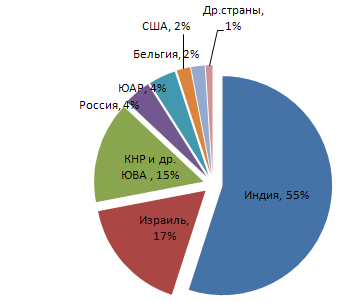 Др.страны,
1%
США, 2%
Бельгия, 2%
ЮАР, 4%
Россия, 4%
КНР и др.
ЮВА , 15%
Израиль,
17%
Индия, 55%